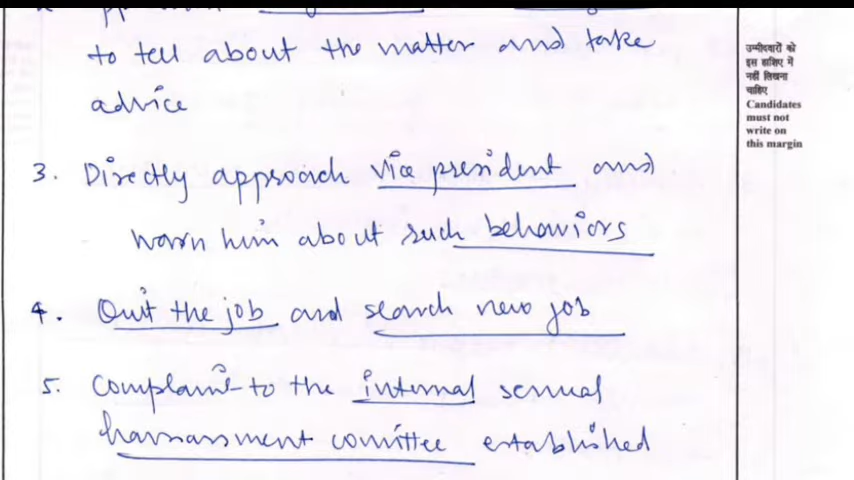 to tell about the matter and take
advice
3. Directly approach vice president and
warn him about such behaviors
4. Quit the job and search new job
5. Complaint to the internal sexual
harrassment comittee established
उम्मीदवारों को
इस हाशिए में
नहीं लिखना
चाहिए
Candidates
must not
write on
this margin